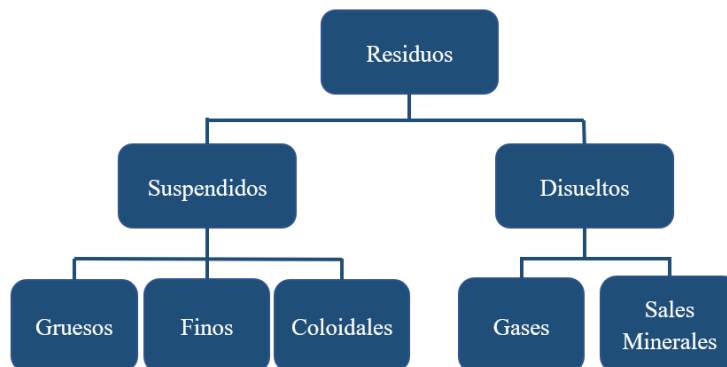 Residuos
Suspendidos
Disueltos
Gruesos
Finos
Coloidales
Gases
Sales
Minerales